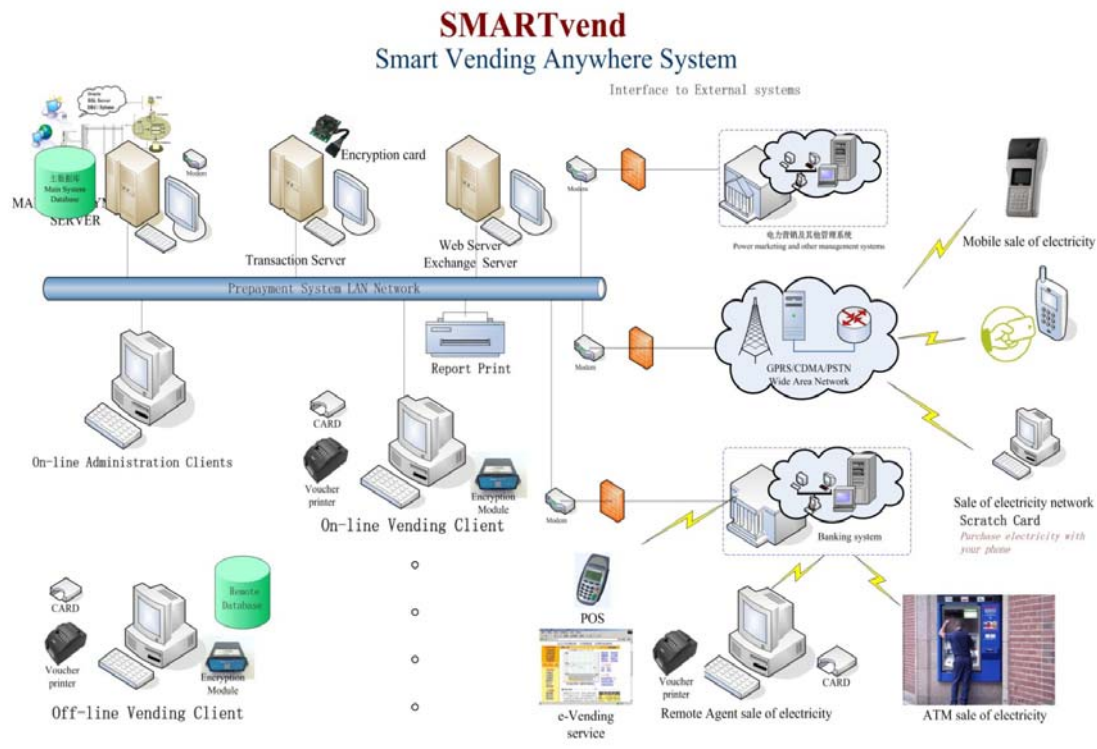 SMARTvend
Smart Vending Anywhere System
Interface to External systems
主数据库
Main System
Database
SERVER
Modem
Encryption card
Transaction Server
Web Server
Exchange Server
Modem
电力营销及其他管理系统
Power marketing and other management systems
Mobile sale of electricity
Prepayment System LAN Network
Report Print
Modem
GPRS/CDMA/PSTN
Wide Area Network
On-line Administration Clients
CARD
Voucher
printer
Encryption
Module
On-line Vending Client
Modem
Banking system
Sale of electricity network
Scratch Card
Purchase electricity with
your phone
CARD
Remote
Database
Voucher
printer
Encryption
Module
Off-line Vending Client
POS
e-Vending
service
Voucher
printer
CARD
Remote Agent sale of electricity
ATM sale of electricity